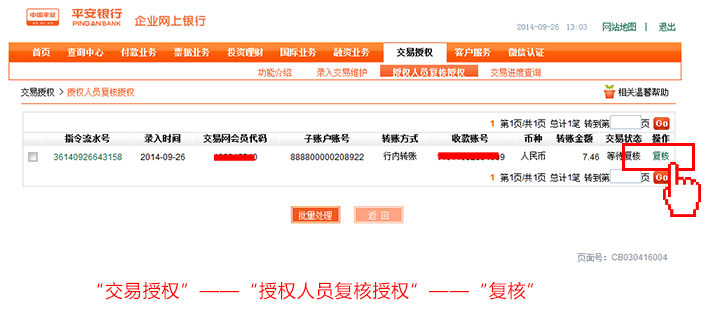 中国平安 平安银行 PINGAN BANK 企业网上银行
2014-09-26 13:03 网站地图 | 退出
首页 查询中心 付款业务 票据业务 投资理财 国际业务 融资业务 交易授权 客户服务 微信认证
功能介绍 录入交易维护 授权人员复核授权 交易进度查询
交易授权 > 授权人员复核授权 相关温馨帮助
1 第1页/共1页 总计1笔 转到第 页 Go
指令流水号 录入时间 交易网会员代码 子账户账号 转账方式 收款账号 币种 转账金额 交易状态 操作
36140926643158 2014-09-26 888800000208922 行内转账 人民币 7.46 等待复核 复核
1 第1页/共1页 总计1笔 转到第 页 Go
批量处理 返 回
页面号：CB030416004
“交易授权”——“授权人员复核授权”——“复核”